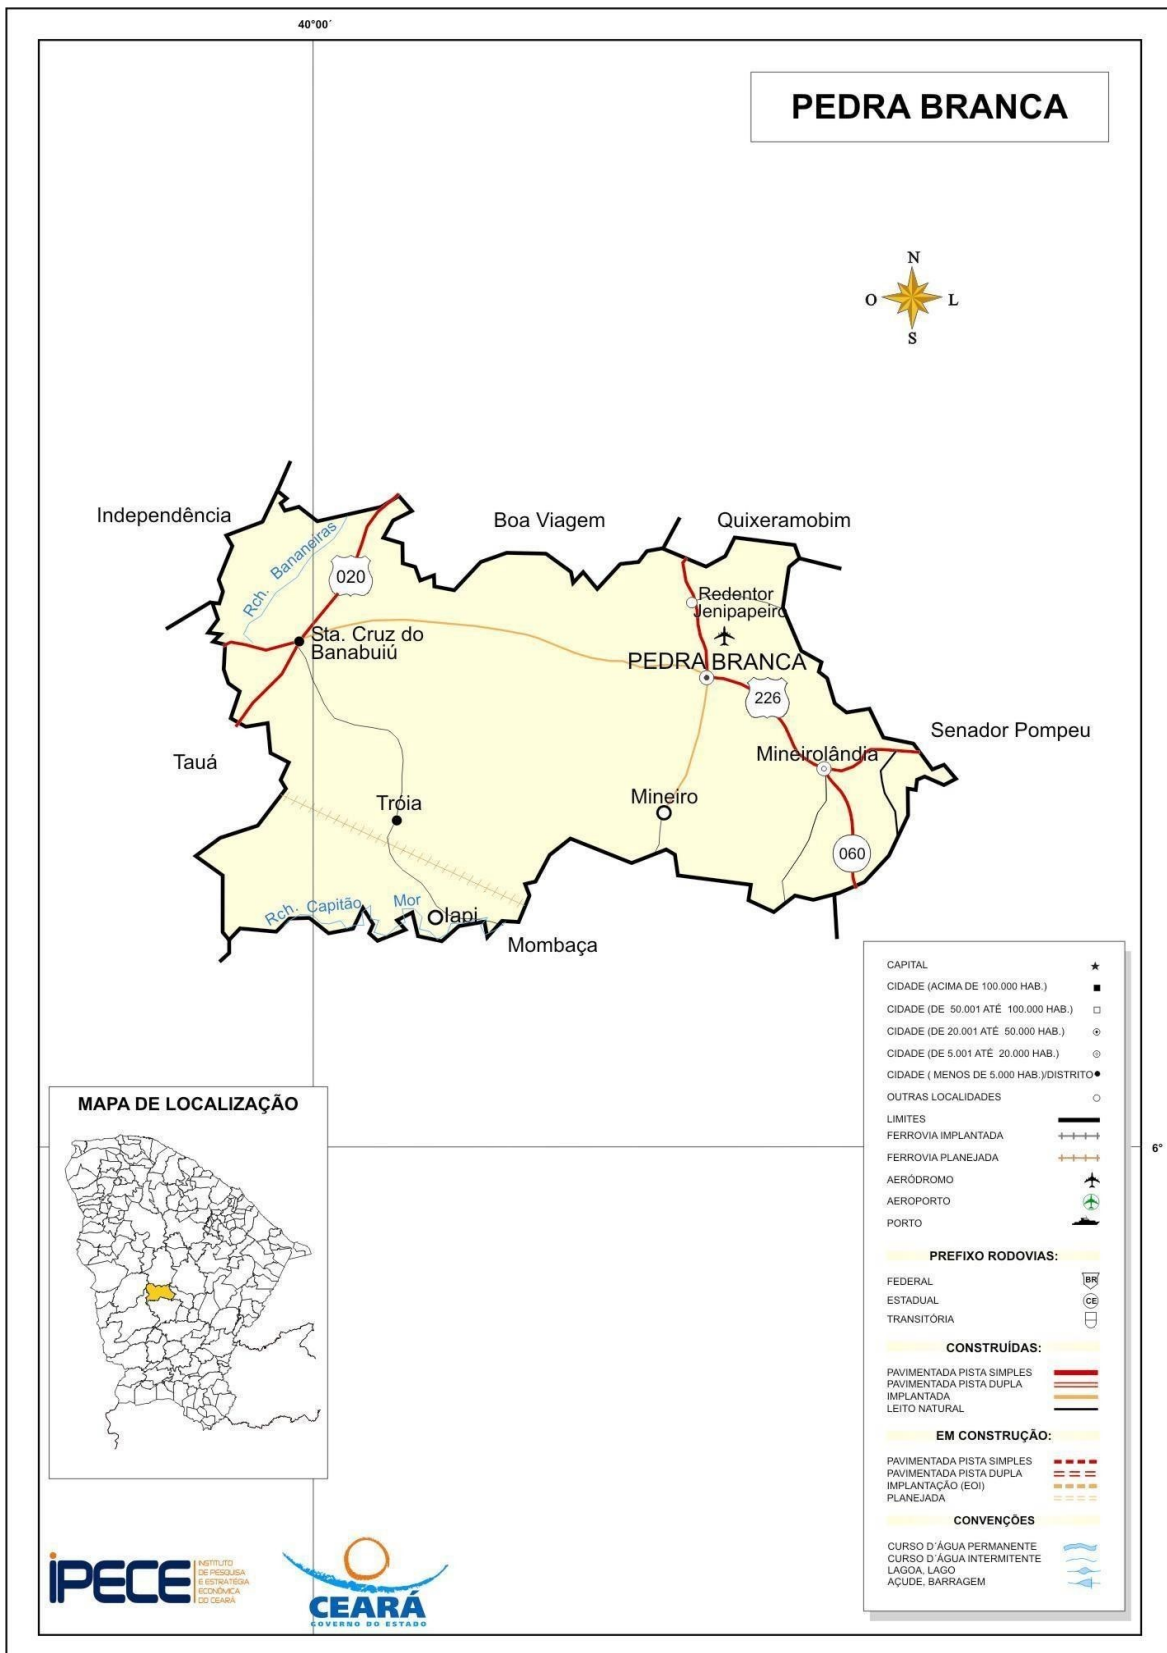 40°00´
PEDRA BRANCA
N
O
L
S
Independência
Boa Viagem
Quixeramobim
Rch. Bananeiras
020
Redentor
Jenipapeiro
Sta. Cruz do
Banabuiú
PEDRA BRANCA
226
Senador Pompeu
Mineirolândia
Tauá
Tróia
Mineiro
060
Rch. Capitão Mor
Iapi
Mombaça
CAPITAL
CIDADE (ACIMA DE 100.000 HAB.)
CIDADE (DE 50.001 ATÉ 100.000 HAB.)
CIDADE (DE 20.001 ATÉ 50.000 HAB.)
CIDADE (DE 5.001 ATÉ 20.000 HAB.)
CIDADE ( MENOS DE 5.000 HAB.)/DISTRITO
OUTRAS LOCALIDADES
LIMITES
FERROVIA IMPLANTADA
FERROVIA PLANEJADA
AERÓDROMO
AEROPORTO
PORTO
PREFIXO RODOVIAS:
FEDERAL BR
ESTADUAL CE
TRANSITÓRIA
CONSTRUÍDAS:
PAVIMENTADA PISTA SIMPLES
PAVIMENTADA PISTA DUPLA
IMPLANTADA
LEITO NATURAL
EM CONSTRUÇÃO:
PAVIMENTADA PISTA SIMPLES
PAVIMENTADA PISTA DUPLA
IMPLANTAÇÃO (EOI)
PLANEJADA
CONVENÇÕES
CURSO D´ÁGUA PERMANENTE
CURSO D´ÁGUA INTERMITENTE
LAGOA, LAGO
AÇUDE, BARRAGEM
6°
MAPA DE LOCALIZAÇÃO
IPECE
INSTITUTO
DE PESQUISA
E ESTRATÉGIA
ECONÔMICA
DO CEARÁ
CEARÁ
GOVERNO DO ESTADO